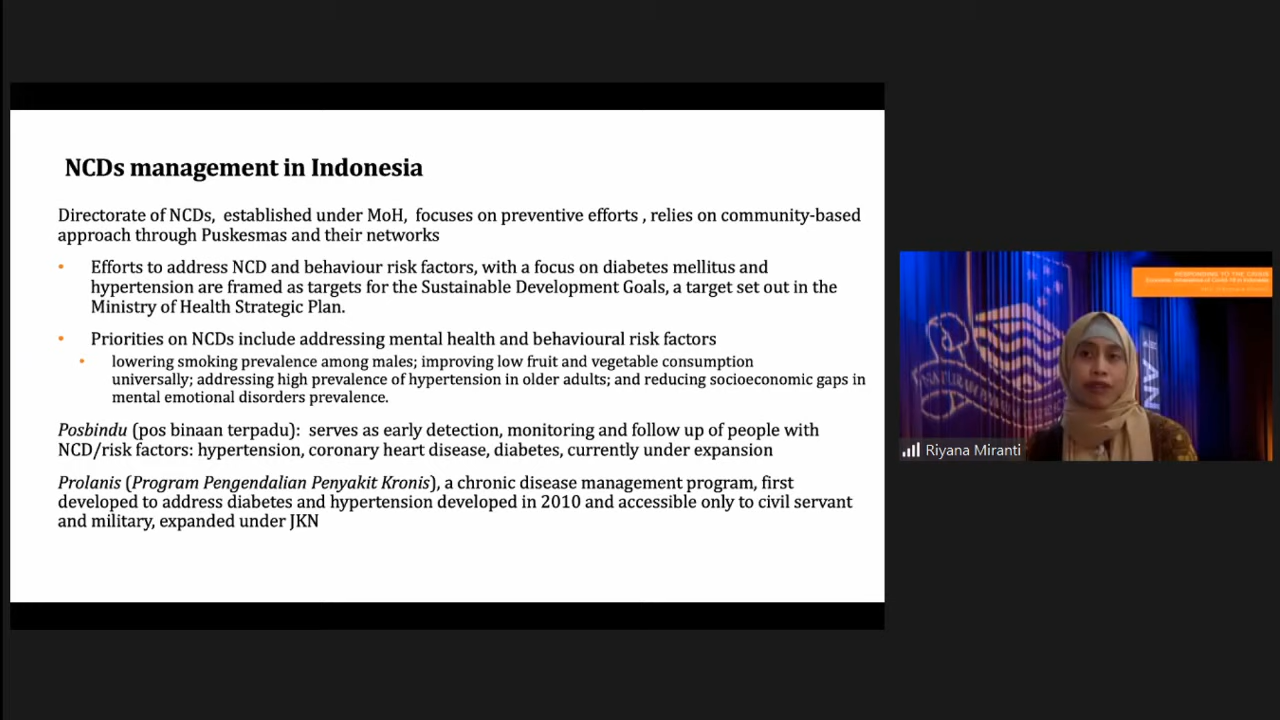 NCDs management in Indonesia
Directorate of NCDs, established under MoH, focuses on preventive efforts , relies on community-based
approach through Puskesmas and their networks
• Efforts to address NCD and behaviour risk factors, with a focus on diabetes mellitus and
hypertension are framed as targets for the Sustainable Development Goals, a target set out in the
Ministry of Health Strategic Plan.
• Priorities on NCDs include addressing mental health and behavioural risk factors
• lowering smoking prevalence among males; improving low fruit and vegetable consumption
universally; addressing high prevalence of hypertension in older adults; and reducing socioeconomic gaps in
mental emotional disorders prevalence.
Posbindu (pos binaan terpadu): serves as early detection, monitoring and follow up of people with
NCD/risk factors: hypertension, coronary heart disease, diabetes, currently under expansion
Prolanis (Program Pengendalian Penyakit Kronis), a chronic disease management program, first
developed to address diabetes and hypertension developed in 2010 and accessible only to civil servant
and military, expanded under JKN
RESPONDING TO THE CRISIS
AN
Riyana Miranti